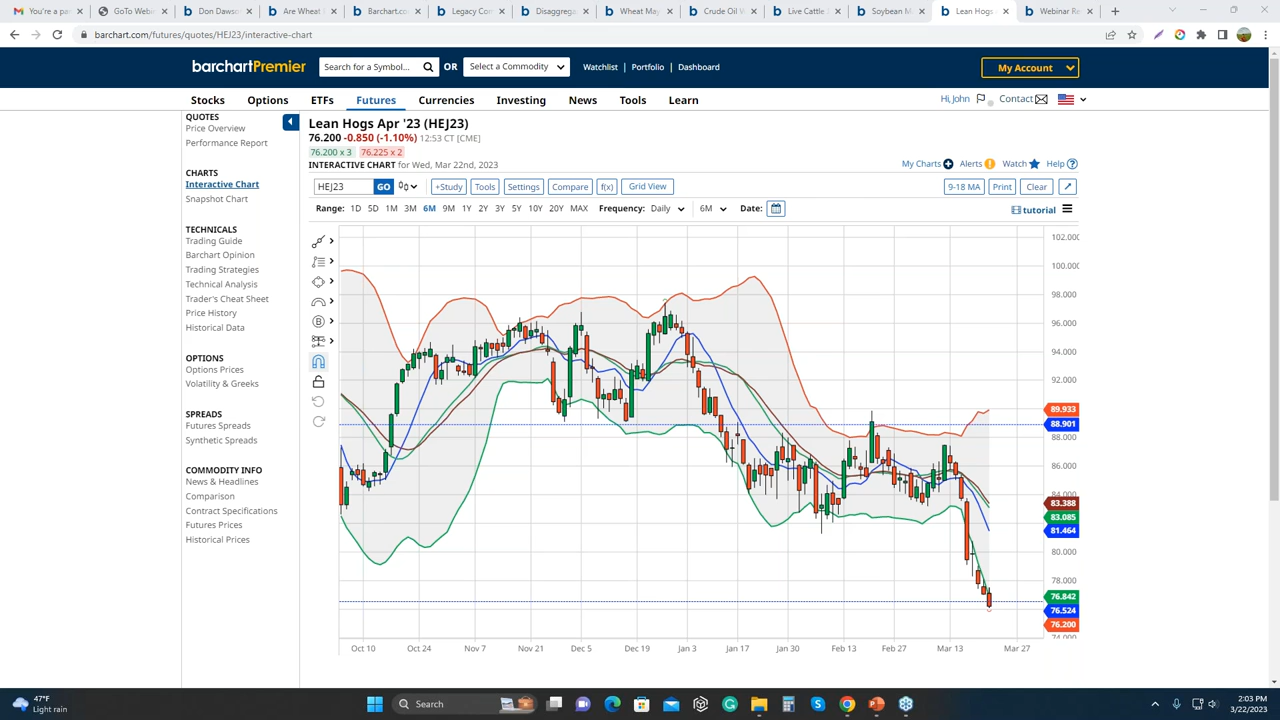 You're a pan
GoTo Webi
Don Dawso
Are Wheat
Barchart.co
Legacy Com
Disaggrega
Wheat May
Crude Oil W
Live Cattle
Soybean M
Lean Hogs
Webinar Re
barchart.com/futures/quotes/HEJ23/interactive-chart
barchartPremier
Search for a Symbol...
OR
Select a Commodity
Watchlist
Portfolio
Dashboard
My Account
Stocks
Options
ETFs
Futures
Currencies
Investing
News
Tools
Learn
Hi, John
Contact
QUOTES
Price Overview
Performance Report
CHARTS
Interactive Chart
Snapshot Chart
TECHNICALS
Trading Guide
Barchart Opinion
Trading Strategies
Technical Analysis
Trader's Cheat Sheet
Price History
Historical Data
OPTIONS
Options Prices
Volatility & Greeks
SPREADS
Futures Spreads
Synthetic Spreads
COMMODITY INFO
News & Headlines
Comparison
Contract Specifications
Futures Prices
Historical Prices
Lean Hogs Apr '23 (HEJ23)
76.200 -0.850 (-1.10%) 12:53 CT [CME]
76.200 x 3 76.225 x 2
INTERACTIVE CHART for Wed, Mar 22nd, 2023
My Charts
Alerts
Watch
Help
HEJ23
GO
+Study
Tools
Settings
Compare
f(x)
Grid View
9-18 MA
Print
Clear
Range: 1D 5D 1M 3M 6M 9M 1Y 2Y 3Y 5Y 10Y 20Y MAX
Frequency: Daily
6M
Date:
tutorial
102.000
100.000
98.000
96.000
94.000
92.000
89.933
88.901
88.000
86.000
84.000
83.388
83.085
81.464
80.000
78.000
76.842
76.524
76.200
74.000
Oct 10
Oct 24
Nov 7
Nov 21
Dec 5
Dec 19
Jan 3
Jan 17
Jan 30
Feb 13
Feb 27
Mar 13
Mar 27
47°F
Light rain
Search
2:03 PM
3/22/2023